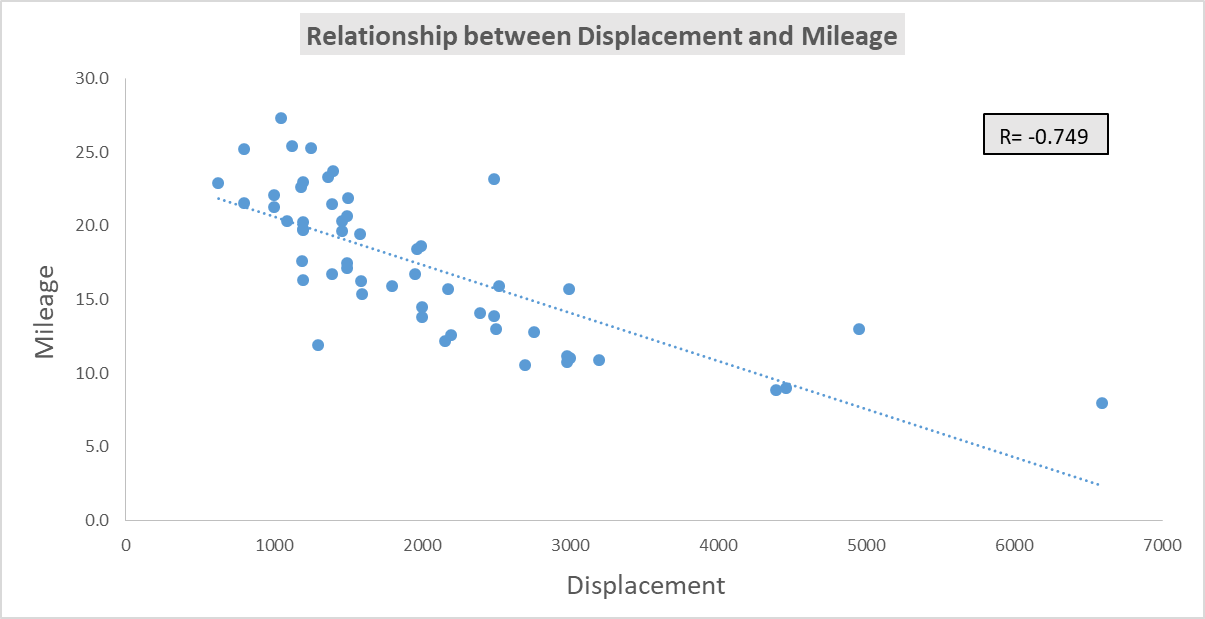 Relationship between Displacement and Mileage
30.0
25.0
20.0
15.0
10.0
5.0
0.0
Mileage
R= -0.749
0 1000 2000 3000 4000 5000 6000 7000
Displacement